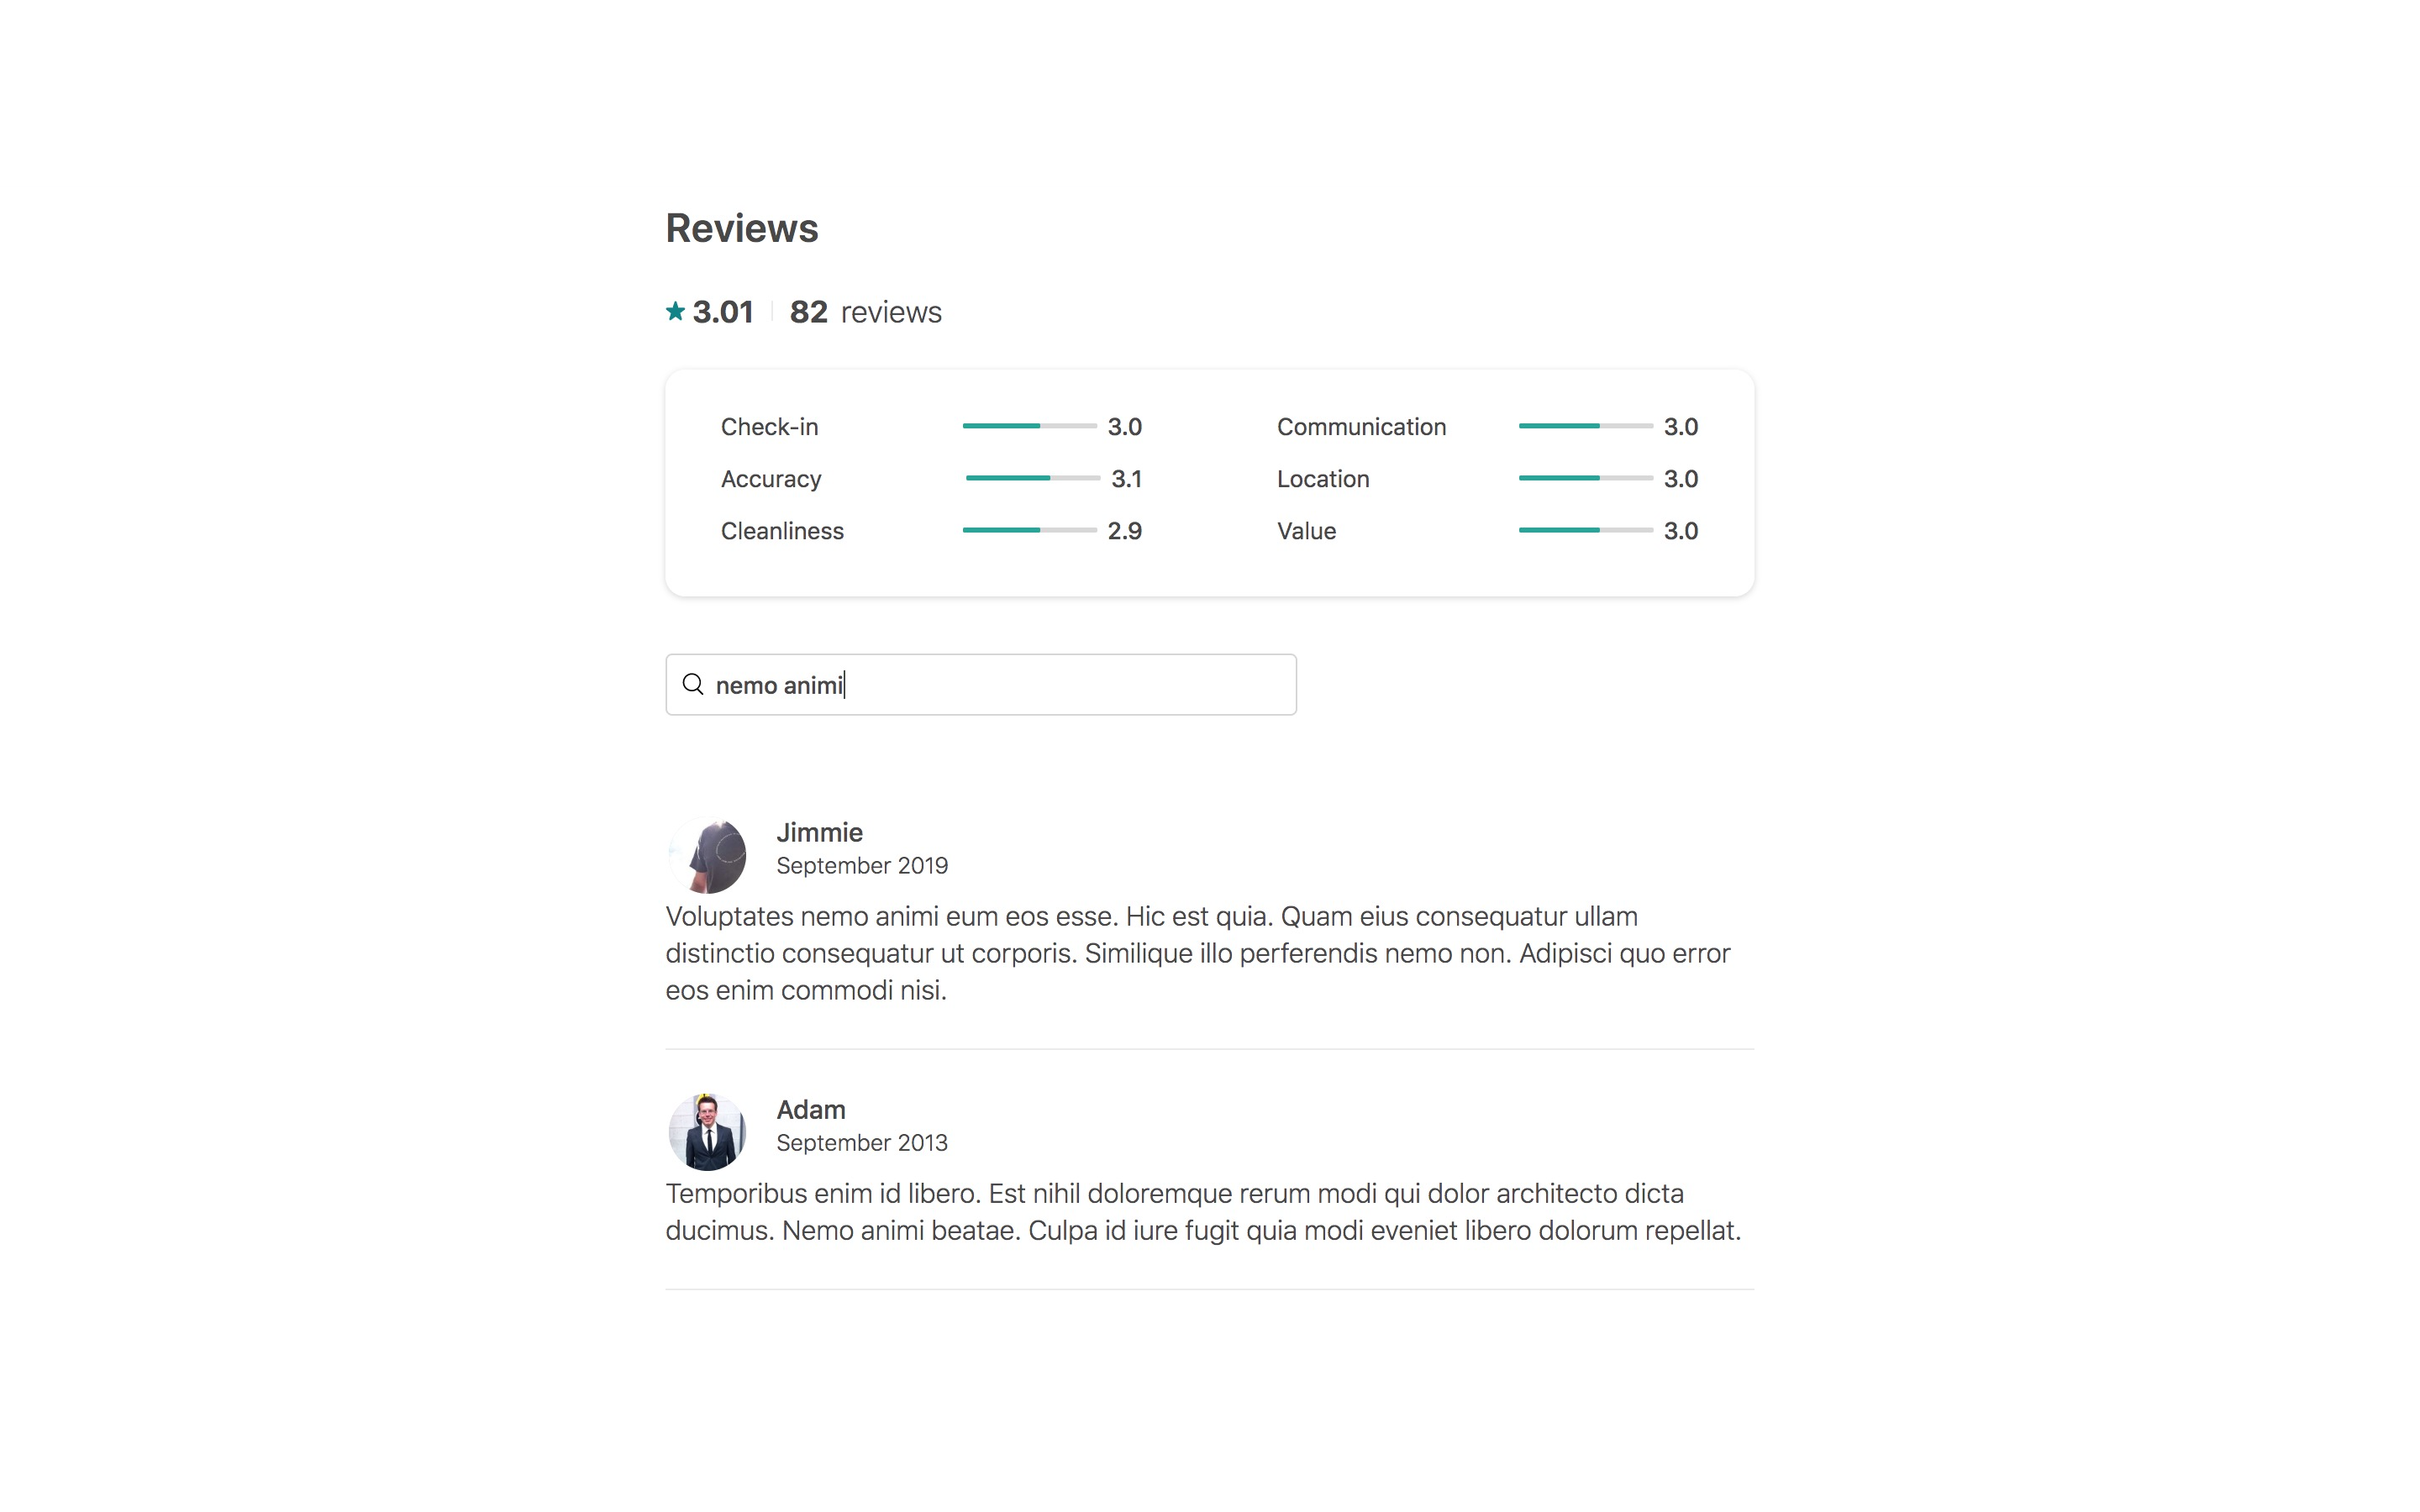 Reviews
3.01 82 reviews
Check-in 3.0 Communication 3.0
Accuracy 3.1 Location 3.0
Cleanliness 2.9 Value 3.0
nemo animi
Jimmie
September 2019
Voluptates nemo animi eum eos esse. Hic est quia. Quam eius consequatur ullam
distinctio consequatur ut corporis. Similique illo perferendis nemo non. Adipisci quo error
eos enim commodi nisi.
Adam
September 2013
Temporibus enim id libero. Est nihil doloremque rerum modi qui dolor architecto dicta
ducimus. Nemo animi beatae. Culpa id iure fugit quia modi eveniet libero dolorum repellat.